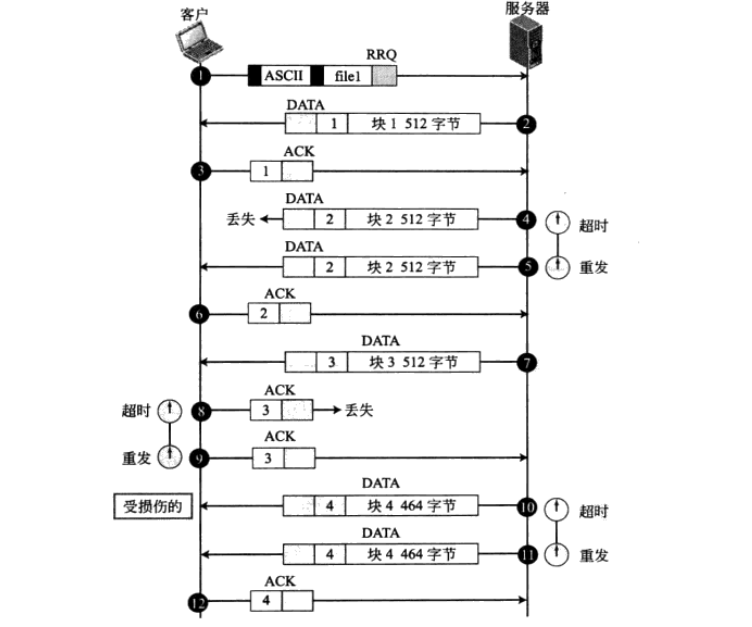 客户
服务器
RRQ
1 ASCII file1
DATA
1 块 1 512 字节 2
ACK
3 1
DATA
丢失 2 块 2 512 字节 4 超时
DATA
2 块 2 512 字节 5 重发
ACK
6 2
DATA
3 块 3 512 字节 7
ACK
超时 8 3 丢失
ACK
重发 9 3
DATA
受损伤的 4 块 4 464 字节 10 超时
DATA
4 块 4 464 字节 11 重发
ACK
12 4